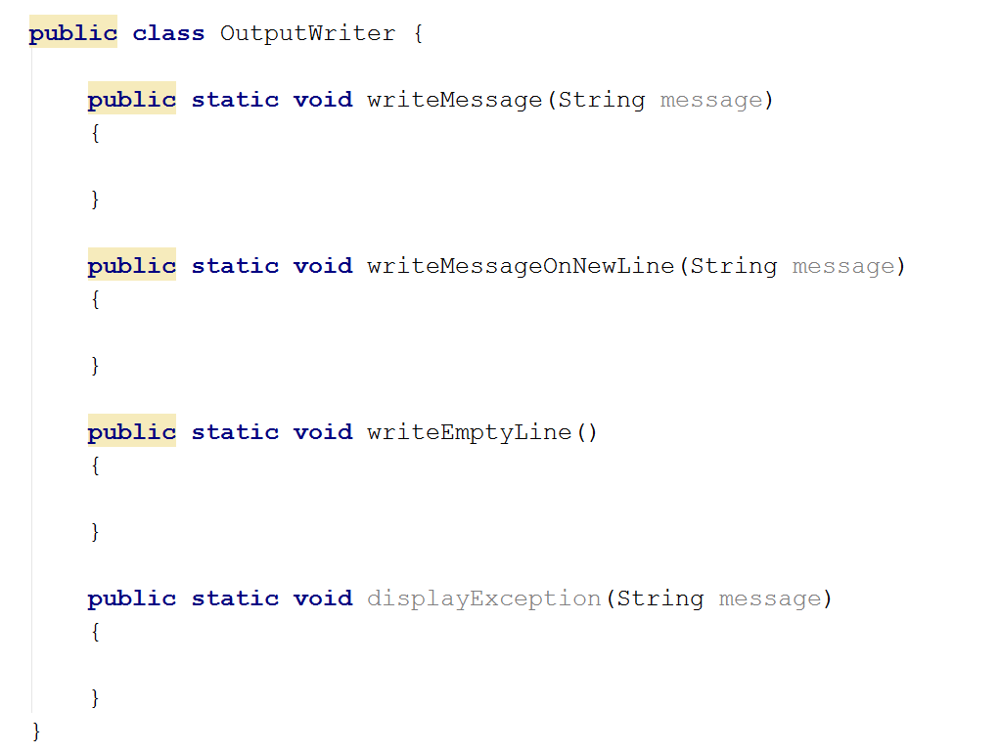 public class OutputWriter {
public static void writeMessage(String message)
{
}
public static void writeMessageOnNewLine(String message)
{
}
public static void writeEmptyLine()
{
}
public static void displayException(String message)
{
}
}